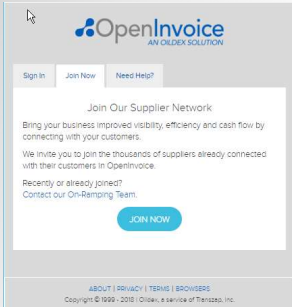 OpenInvoice
AN OILDEX SOLUTION
Sign In Join Now Need Help?
Join Our Supplier Network
Bring your business improved visibility, efficiency and cash flow by
connecting with your customers.
We invite you to join the thousands of suppliers already connected
with their customers in OpenInvoice.
Recently or already joined?
Contact our On-Ramping Team.
JOIN NOW
ABOUT | PRIVACY | TERMS | BROWSERS
Copyright © 1999 - 2018 | Oildex, a service of Transzap, Inc.